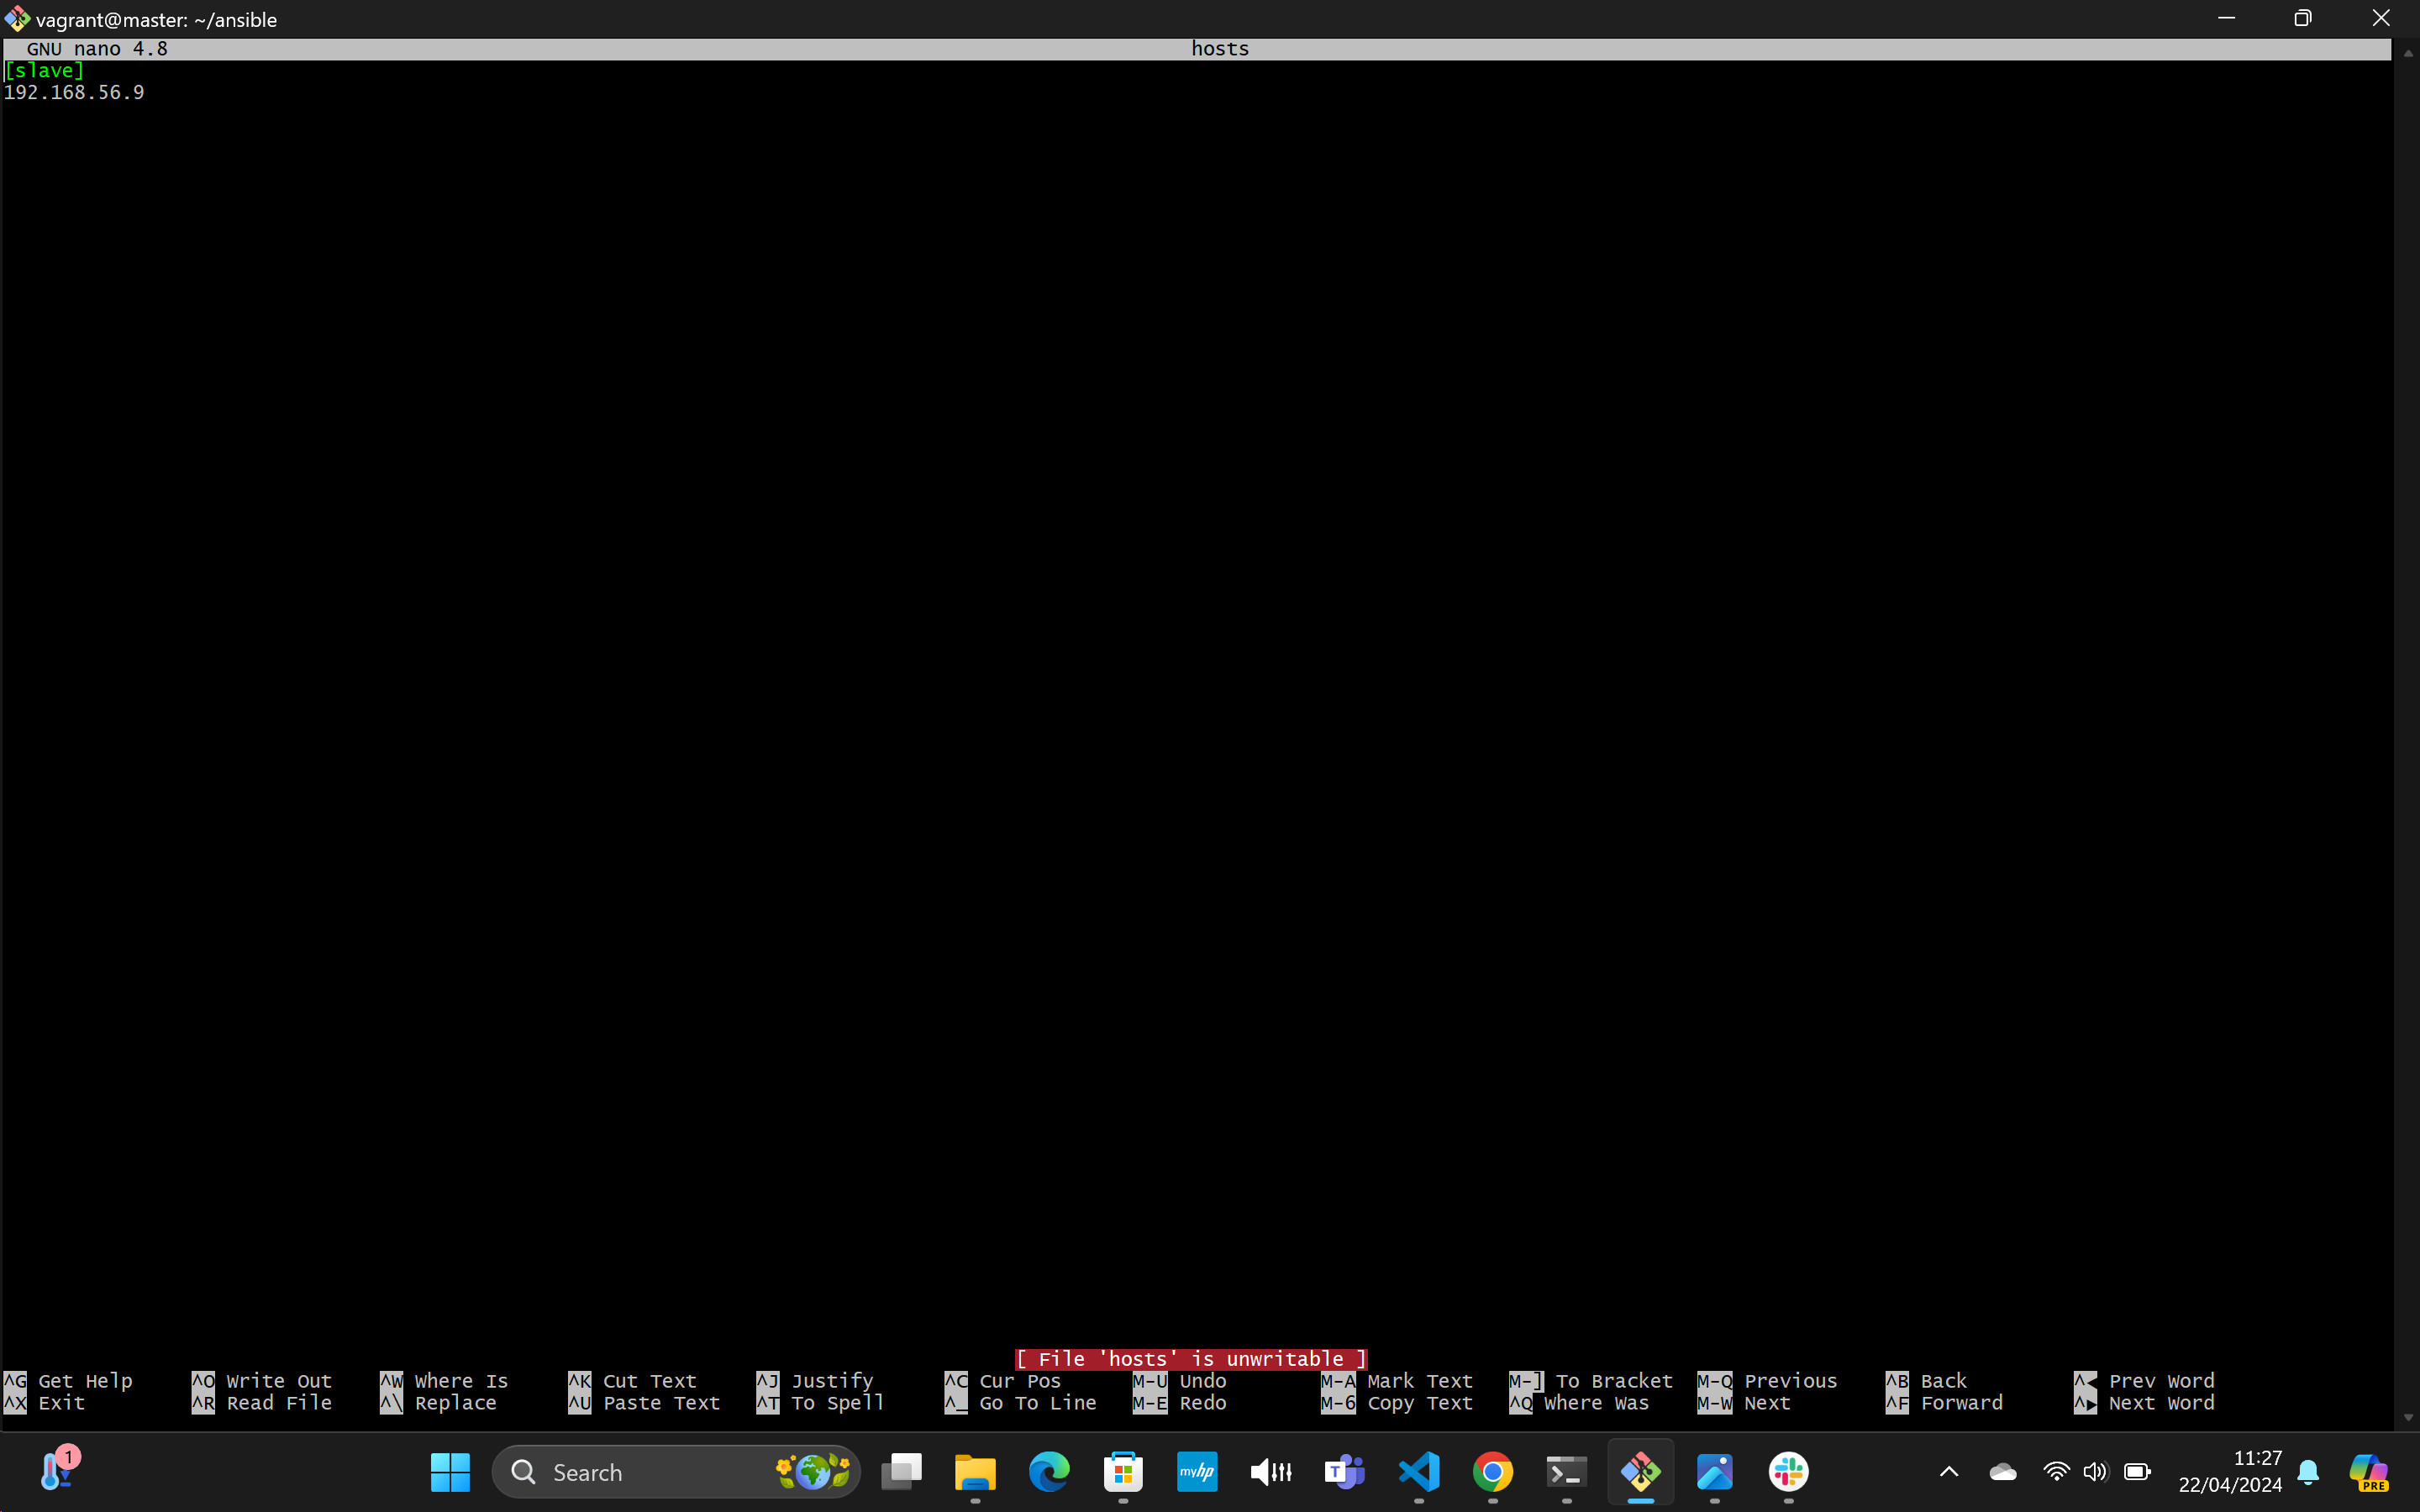 vagrant@master: ~/ansible
GNU nano 4.8 hosts
[slave]
192.168.56.9
[ File 'hosts' is unwritable ]
^G Get Help ^O Write Out ^W Where Is ^K Cut Text ^J Justify ^C Cur Pos M-U Undo M-A Mark Text M-] To Bracket M-Q Previous ^B Back ^◀ Prev Word
^X Exit ^R Read File ^\ Replace ^U Paste Text ^T To Spell ^_ Go To Line M-E Redo M-6 Copy Text ^Q Where Was M-W Next ^F Forward ^▶ Next Word
1
Search
myhp
T
11:27
22/04/2024
PRE